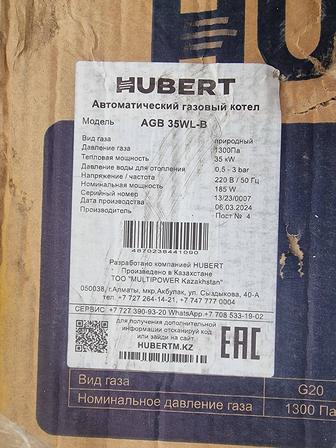 HUBERT
Автоматический газовый котел
Модель AGB 35WL-B
Вид газа природный
Давление газа 1300Па
Тепловая мощность 35 кW
Давление воды для отопления 0,5 - 3 bar
Напряжение / частота 220 В / 50 Гц
Номинальная мощность 185 W
Серийный номер 13/23/0007
Дата производства 06.03.2024
Производитель Пост № 4
4870238441090
Разработано компанией HUBERT
Произведено в Казахстане
ТОО "MULTIPOWER Kazakhstan"
050038, г.Алматы, мкр.Акбулак, ул. Сыздыкова, 40-А
тел. +7 727 264-14-21, +7 747 777 0004
СЕРВИС +7 727 390-93-20 WhatsApp +7 708 533-19-02
для получения дополнительной
информации отсканируй код
или зайди на сайт
HUBERTM.KZ
EAC
Вид газа G20
Номинальное давление газа 1300 Па